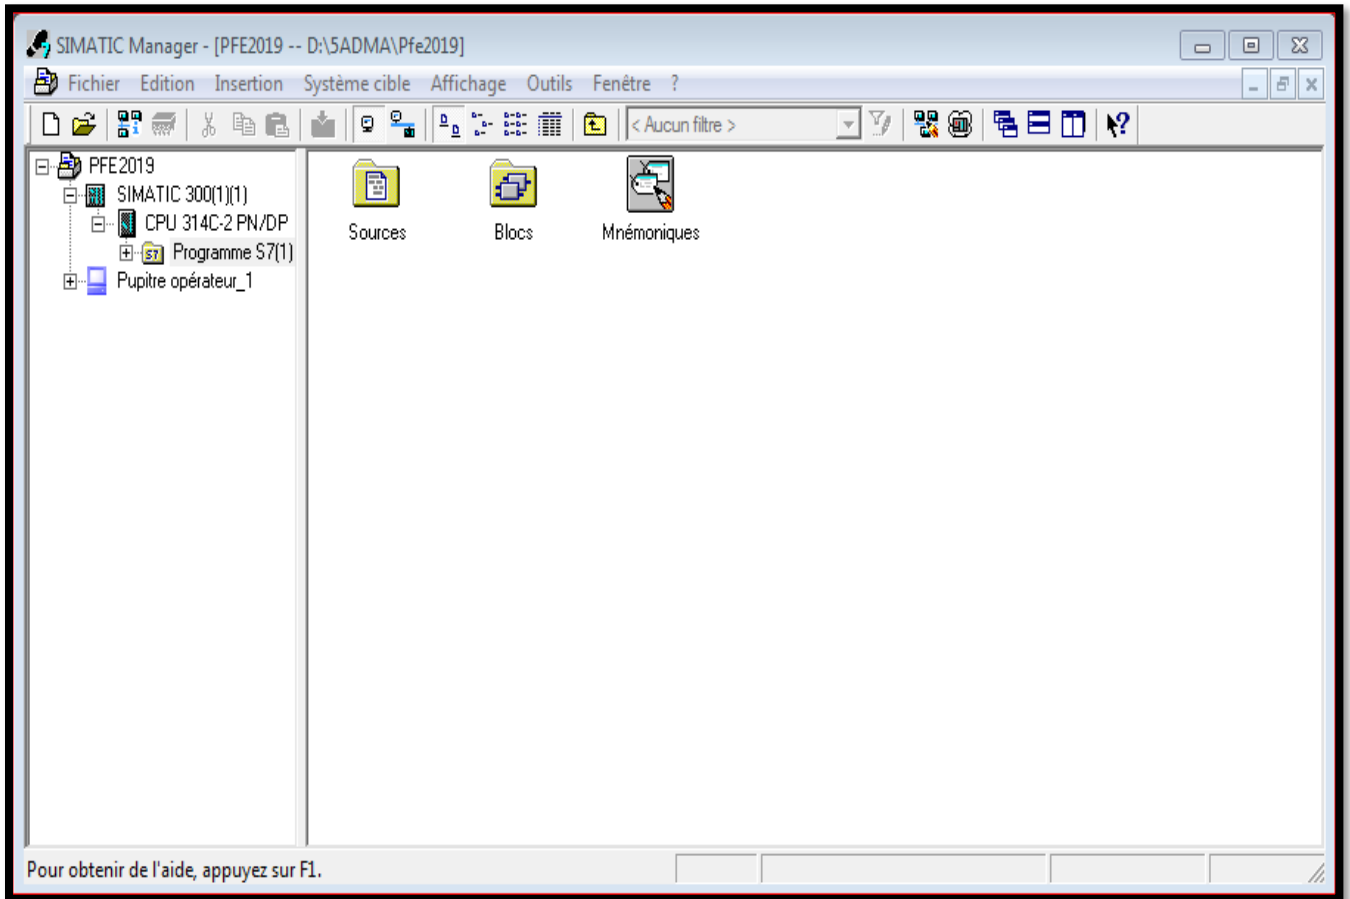 SIMATIC Manager - [PFE2019 -- D:\5ADMA\Pfe2019]
Fichier Edition Insertion Système cible Affichage Outils Fenêtre ?
< Aucun filtre >
PFE2019
SIMATIC 300(1)(1)
CPU 314C-2 PN/DP
S7 Programme S7(1)
Pupitre opérateur_1
Sources Blocs Mnémoniques
Pour obtenir de l'aide, appuyez sur F1.